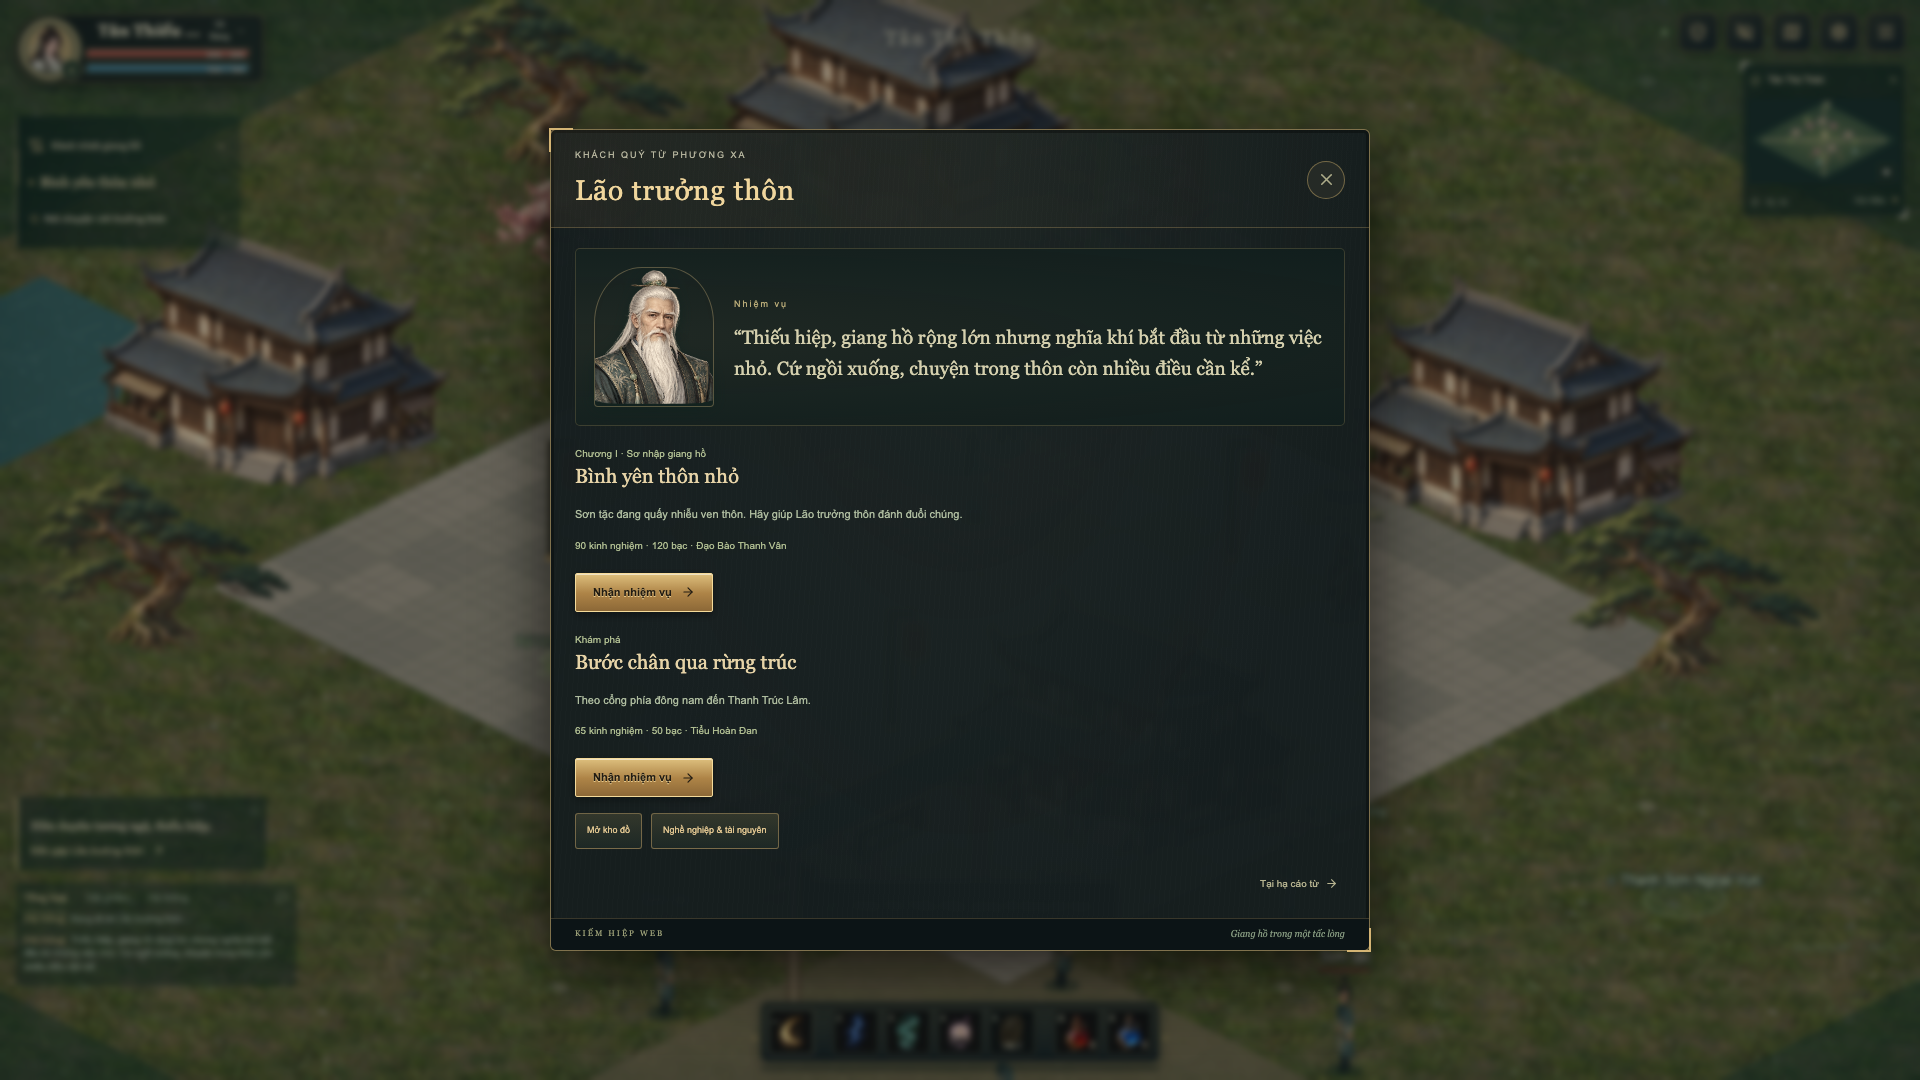 KHÁCH QUÝ TỪ PHƯƠNG XA
Lão trưởng thôn
Nhiệm vụ
“Thiếu hiệp, giang hồ rộng lớn nhưng nghĩa khí bắt đầu từ những việc
nhỏ. Cứ ngồi xuống, chuyện trong thôn còn nhiều điều cần kể.”
Chương I · Sơ nhập giang hồ
Bình yên thôn nhỏ
Sơn tặc đang quấy nhiễu ven thôn. Hãy giúp Lão trưởng thôn đánh đuổi chúng.
90 kinh nghiệm · 120 bạc · Đạo Bào Thanh Vân
Nhận nhiệm vụ
Khám phá
Bước chân qua rừng trúc
Theo cổng phía đông nam đến Thanh Trúc Lâm.
65 kinh nghiệm · 50 bạc · Tiểu Hoàn Đan
Nhận nhiệm vụ
Mở kho đồ
Nghề nghiệp & tài nguyên
Tại hạ cáo từ
KIẾM HIỆP WEB
Giang hồ trong một tấc lòng